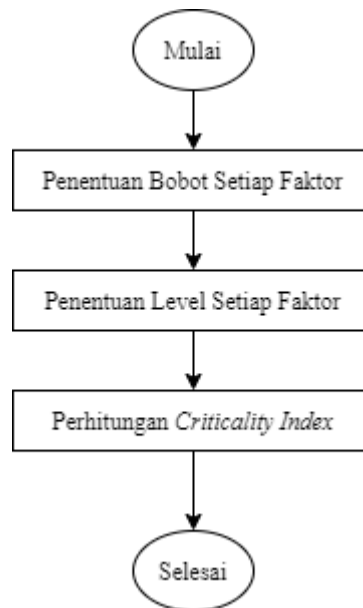 Mulai
Penentuan Bobot Setiap Faktor
Penentuan Level Setiap Faktor
Perhitungan Criticality Index
Selesai